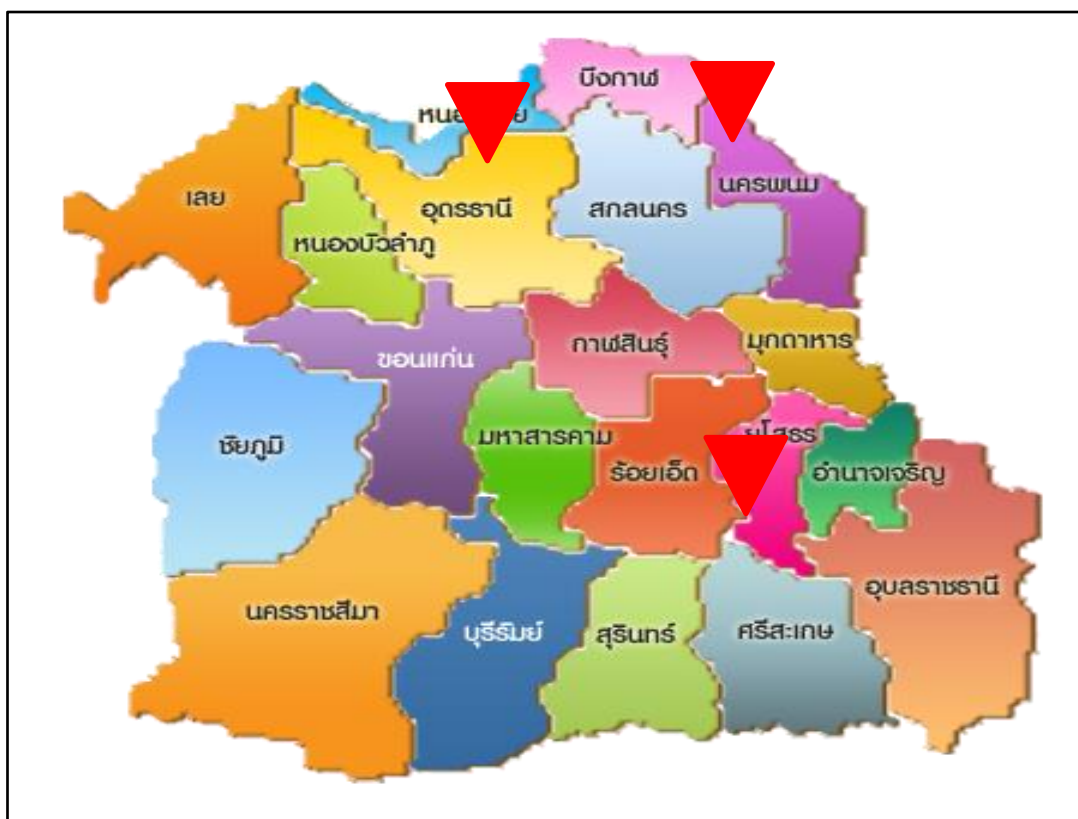 บึงกาฬ
เลย
อุดรธานี
สกลนคร
นครพนม
หนองบัวลำภู
ขอนแก่น
กาฬสินธุ์
มุกดาหาร
ชัยภูมิ
มหาสารคาม
ร้อยเอ็ด
ยโสธร
อำนาจเจริญ
นครราชสีมา
บุรีรัมย์
สุรินทร์
ศรีสะเกษ
อุบลราชธานี